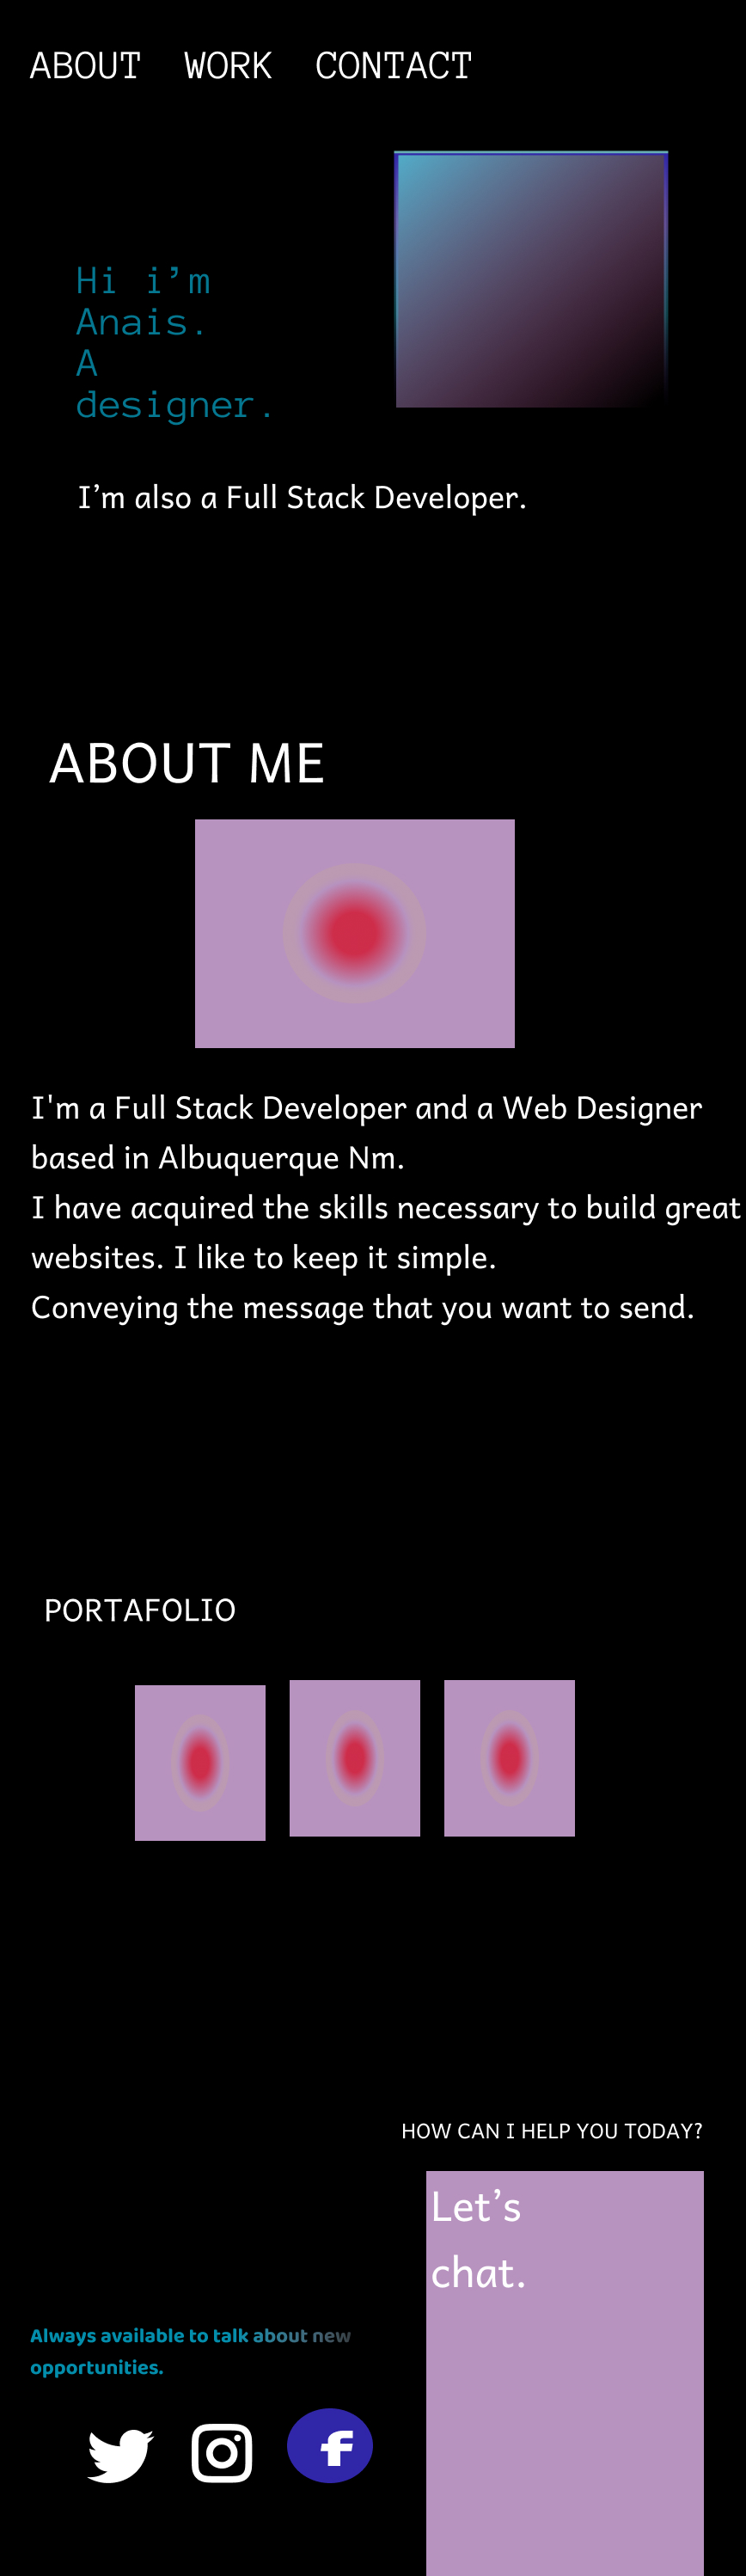 ABOUT WORK CONTACT
Hi i’m
Anais.
A
designer.
I’m also a Full Stack Developer.
ABOUT ME
I'm a Full Stack Developer and a Web Designer
based in Albuquerque Nm.
I have acquired the skills necessary to build great
websites. I like to keep it simple.
Conveying the message that you want to send.
PORTAFOLIO
HOW CAN I HELP YOU TODAY?
Let’s
chat.
Always available to talk about new
opportunities.